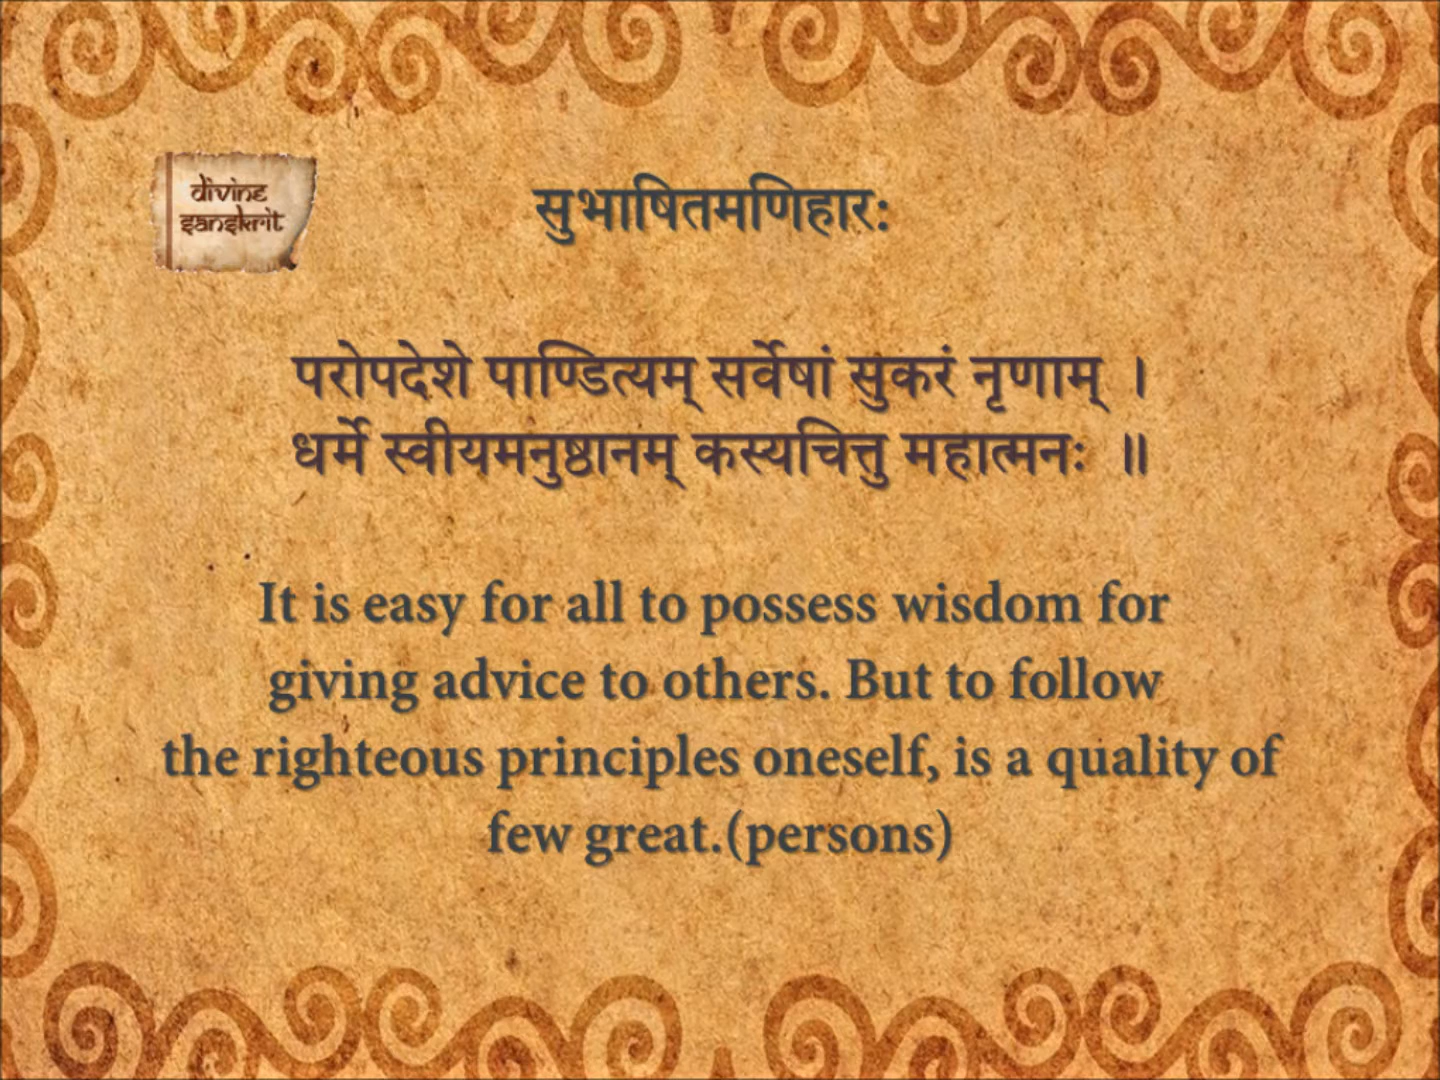 divine
sanskrit
सुभाषितमणिहार:
परोपदेशे पाण्डित्यम् सर्वेषां सुकरं नृणाम् ।
धर्मे स्वीयमनुष्ठानम् कस्यचित्तु महात्मनः ॥
It is easy for all to possess wisdom for
giving advice to others. But to follow
the righteous principles oneself, is a quality of
few great.(persons)